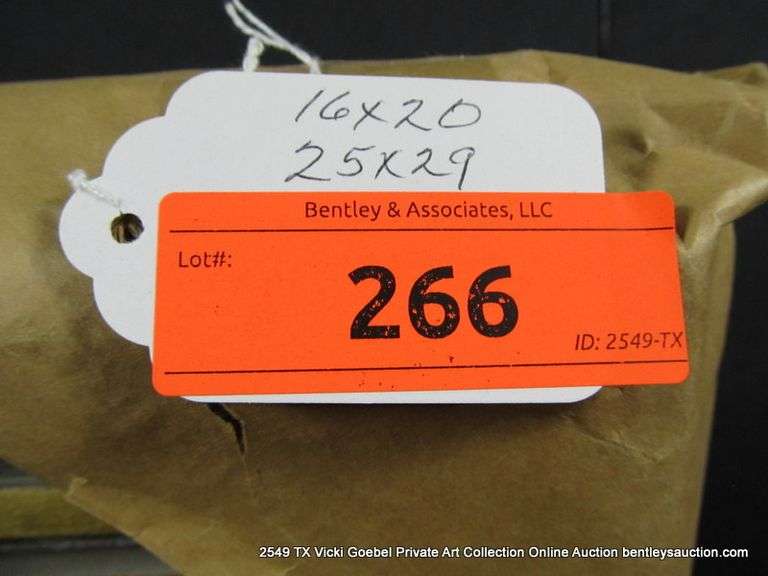 16x20
25x29
Bentley & Associates, LLC
Lot#:
266
ID: 2549-TX
2549 TX Vicki Goebel Private Art Collection Online Auction bentleysauction.com